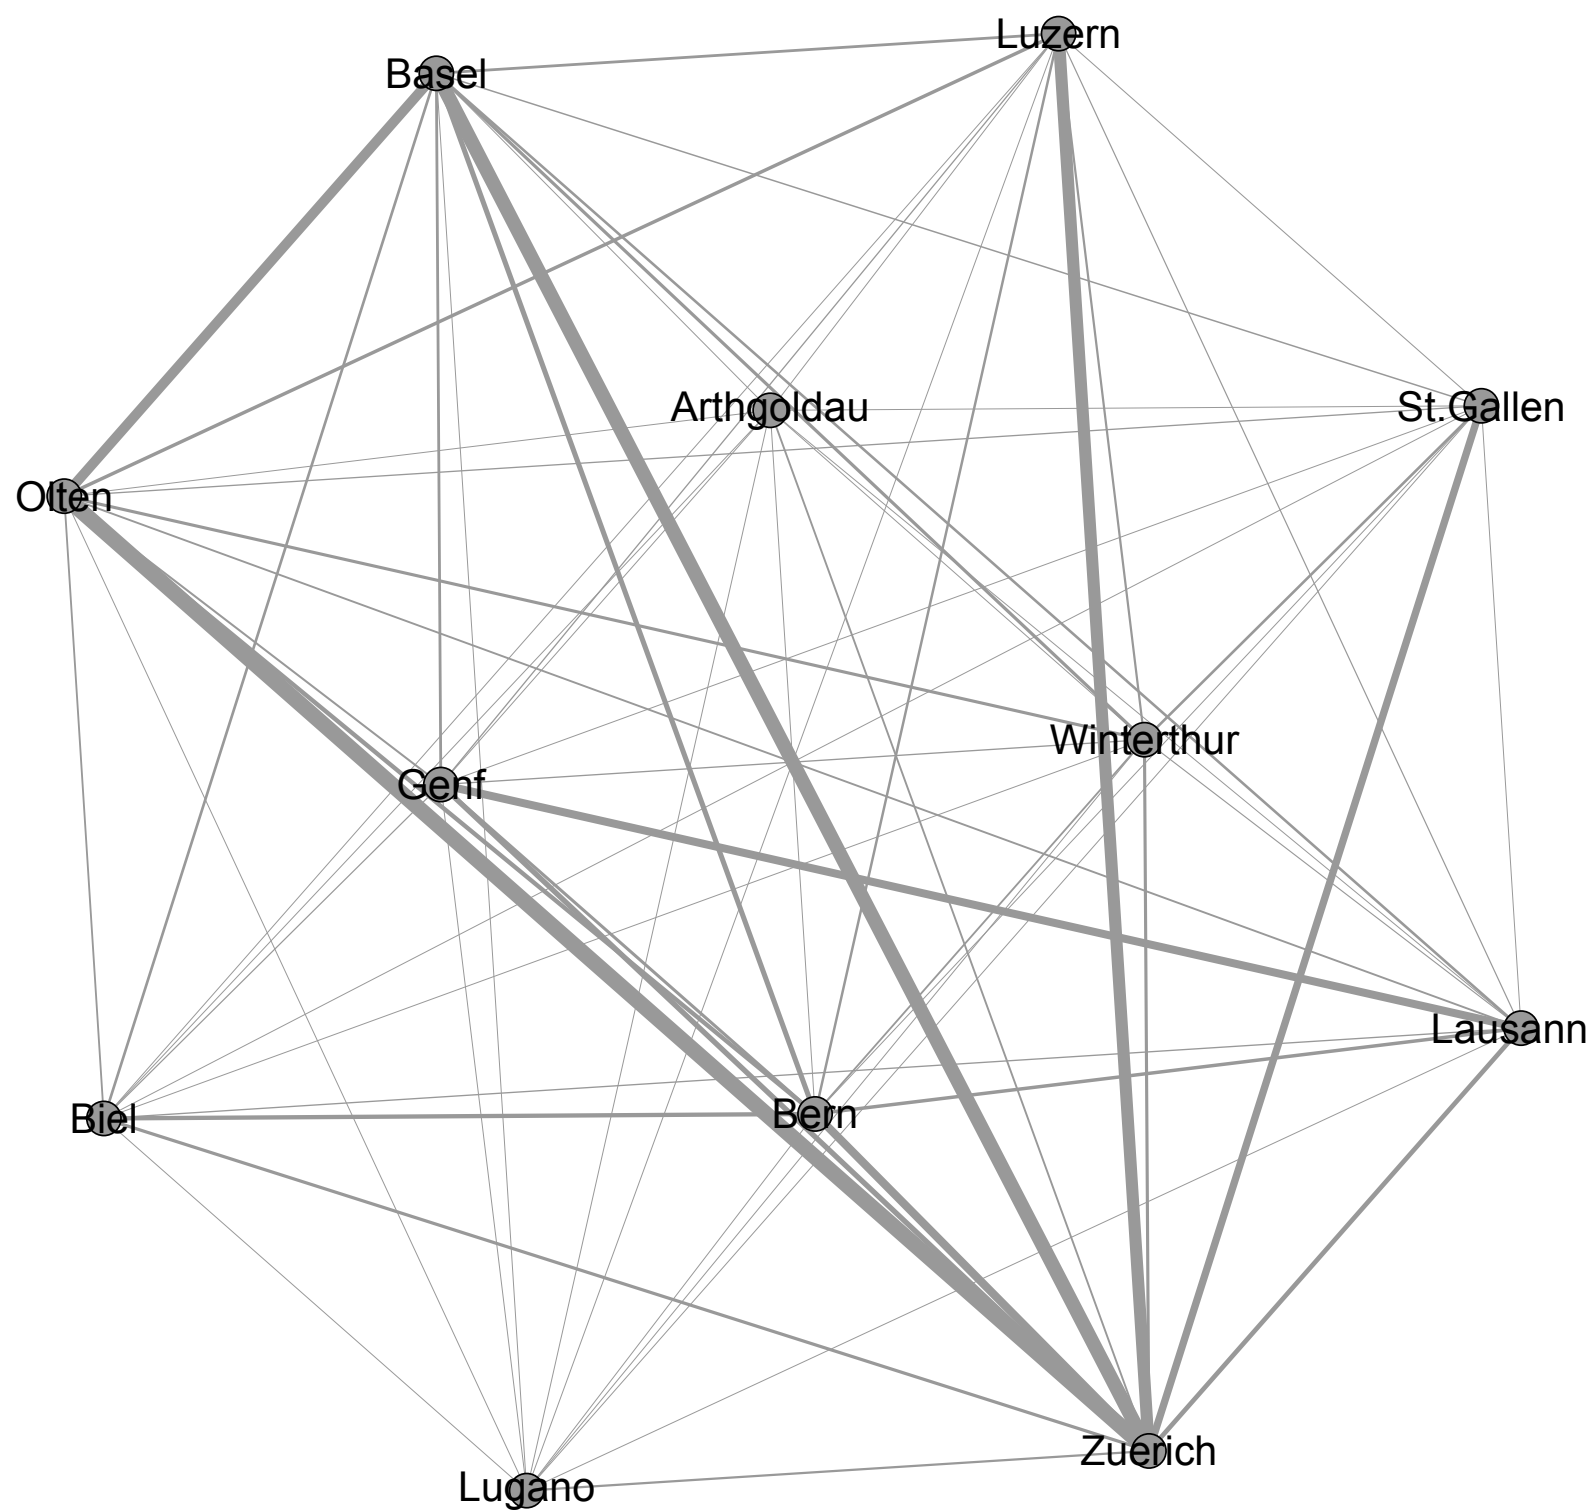 Luzern
Basel
Arthgoldau
St.Gallen
Olten
Winterthur
Genf
Lausann
Biel
Bern
Zuerich
Lugano